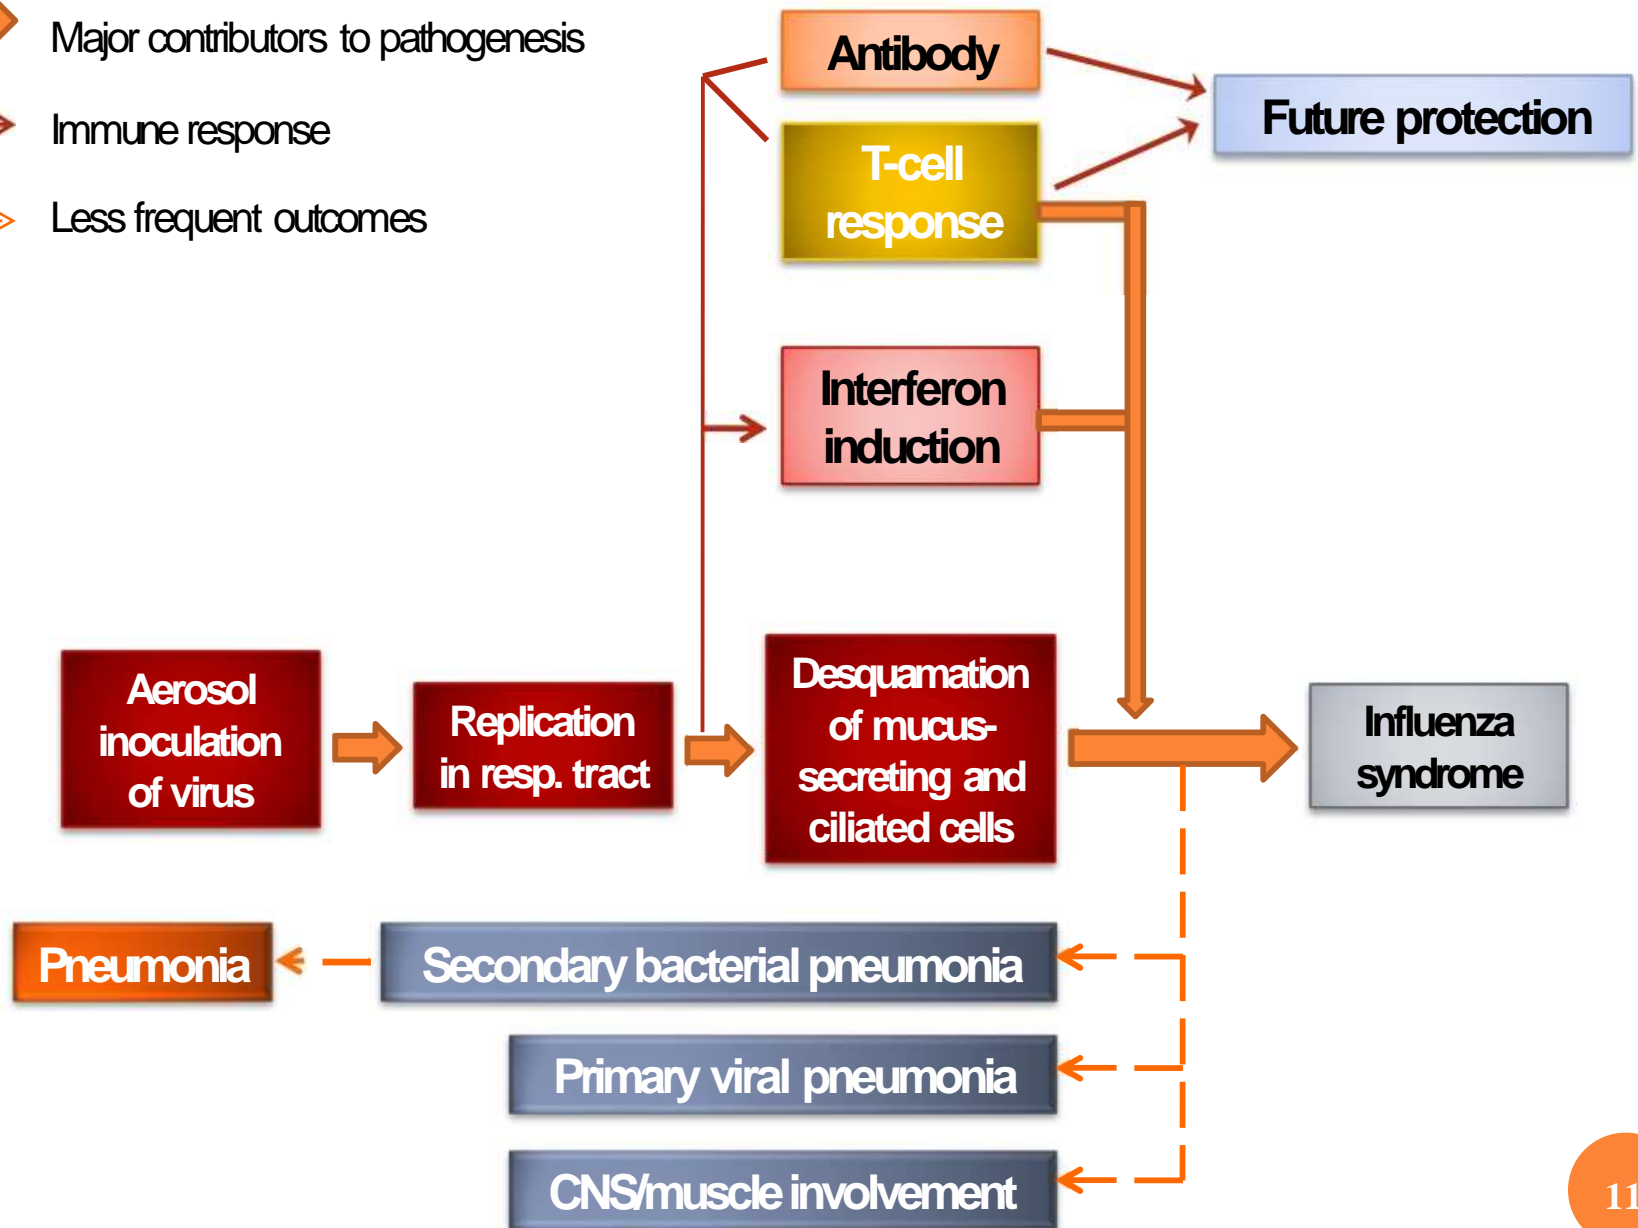 Major contributors to pathogenesis
Immune response
Less frequent outcomes
Antibody
Future protection
T-cell
response
Interferon
induction
Aerosol
inoculation
of virus
Replication
in resp. tract
Desquamation
of mucus-
secreting and
ciliated cells
Influenza
syndrome
Pneumonia
Secondary bacterial pneumonia
Primary viral pneumonia
CNS/muscle involvement
11